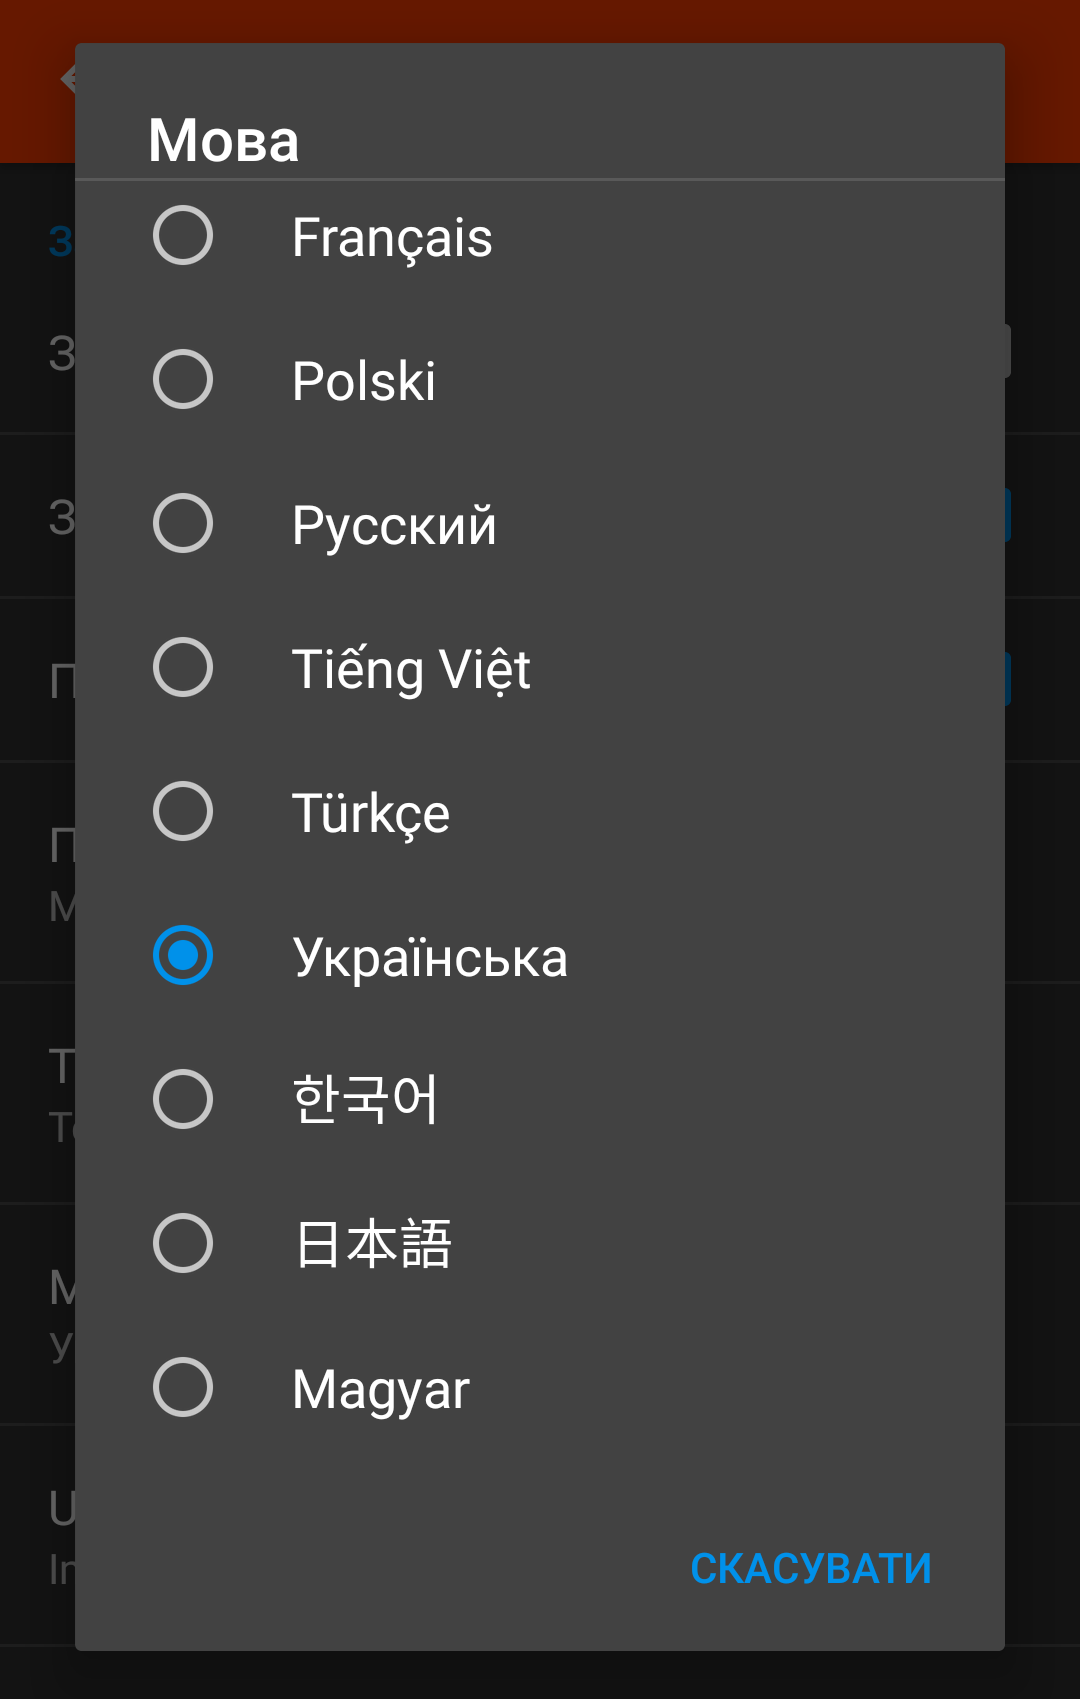 Мова
Français
Polski
Русский
Tiếng Việt
Türkçe
Українська
한국어
日本語
Magyar
СКАСУВАТИ